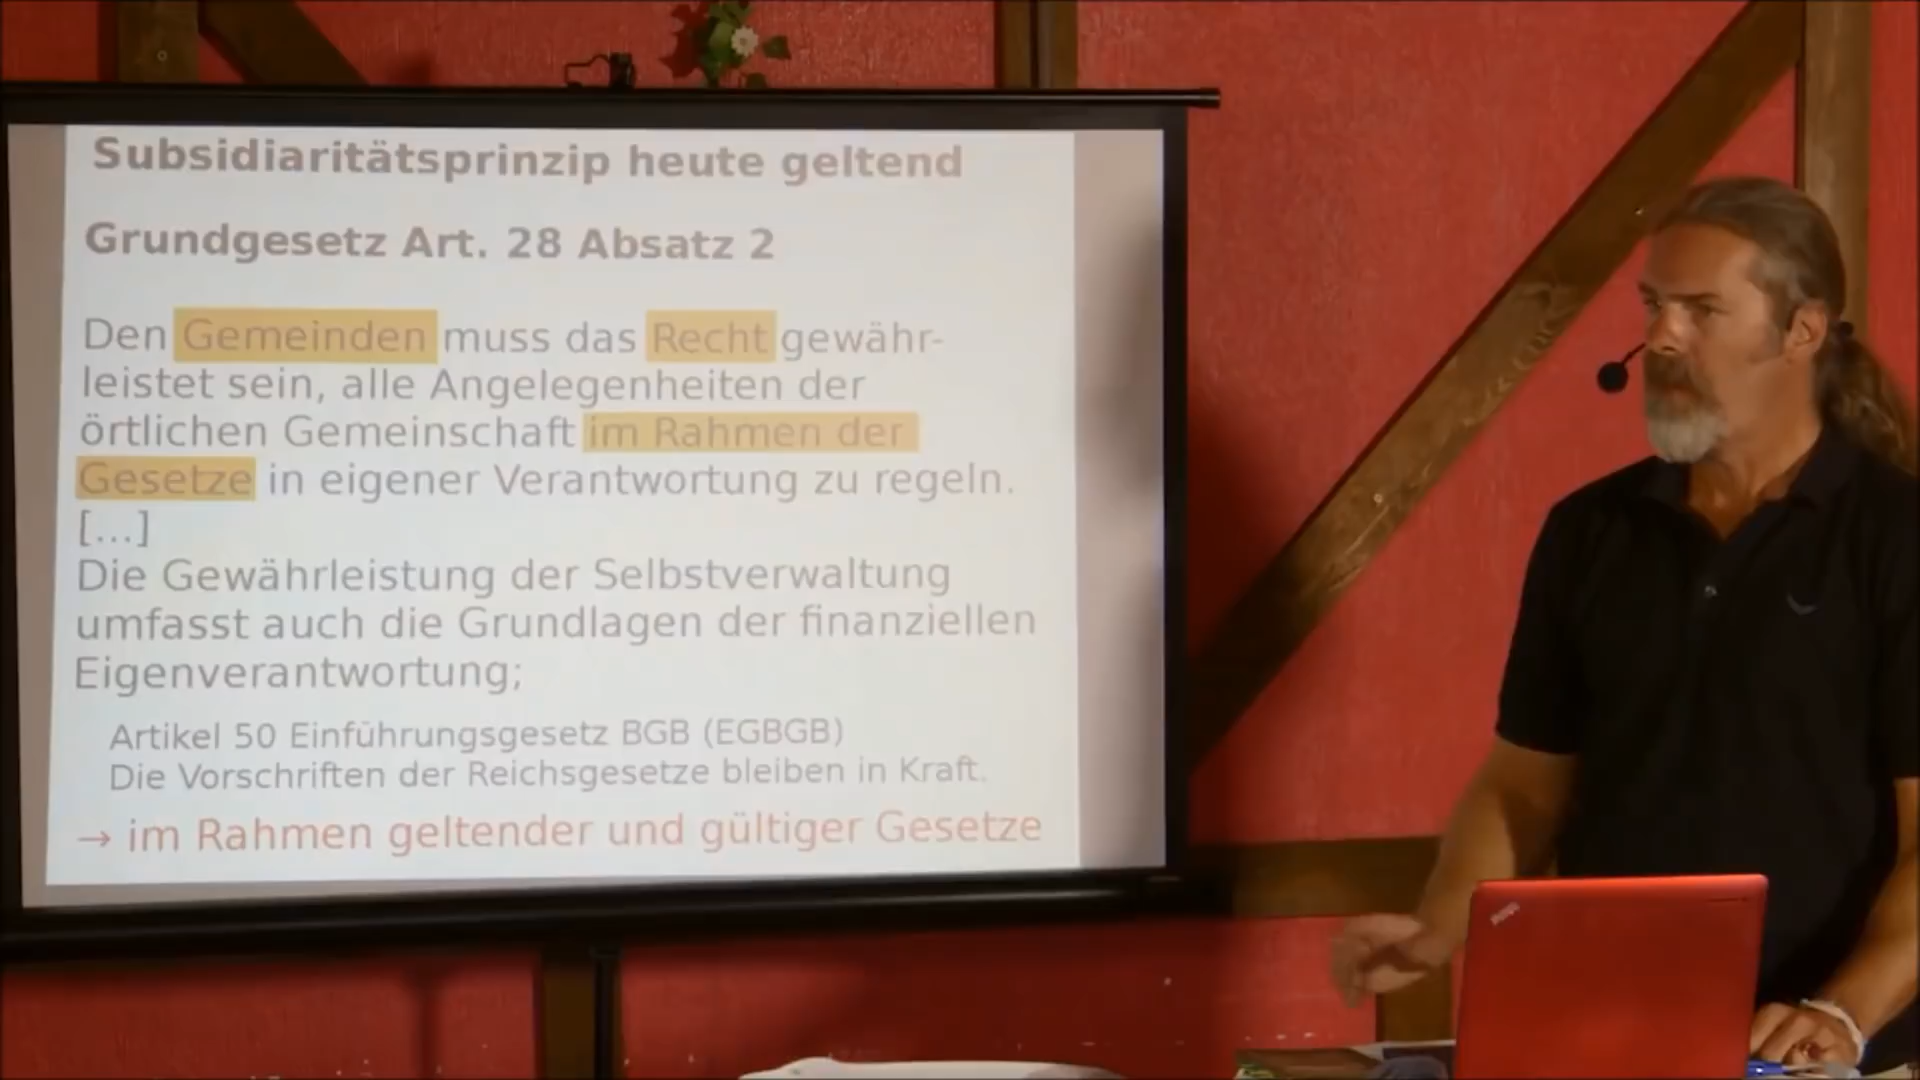 Subsidiaritätsprinzip heute geltend
Grundgesetz Art. 28 Absatz 2
Den Gemeinden muss das Recht gewähr-
leistet sein, alle Angelegenheiten der
örtlichen Gemeinschaft im Rahmen der
Gesetze in eigener Verantwortung zu regeln.
[...]
Die Gewährleistung der Selbstverwaltung
umfasst auch die Grundlagen der finanziellen
Eigenverantwortung;
Artikel 50 Einführungsgesetz BGB (EGBGB)
Die Vorschriften der Reichsgesetze bleiben in Kraft.
→ im Rahmen geltender und gültiger Gesetze